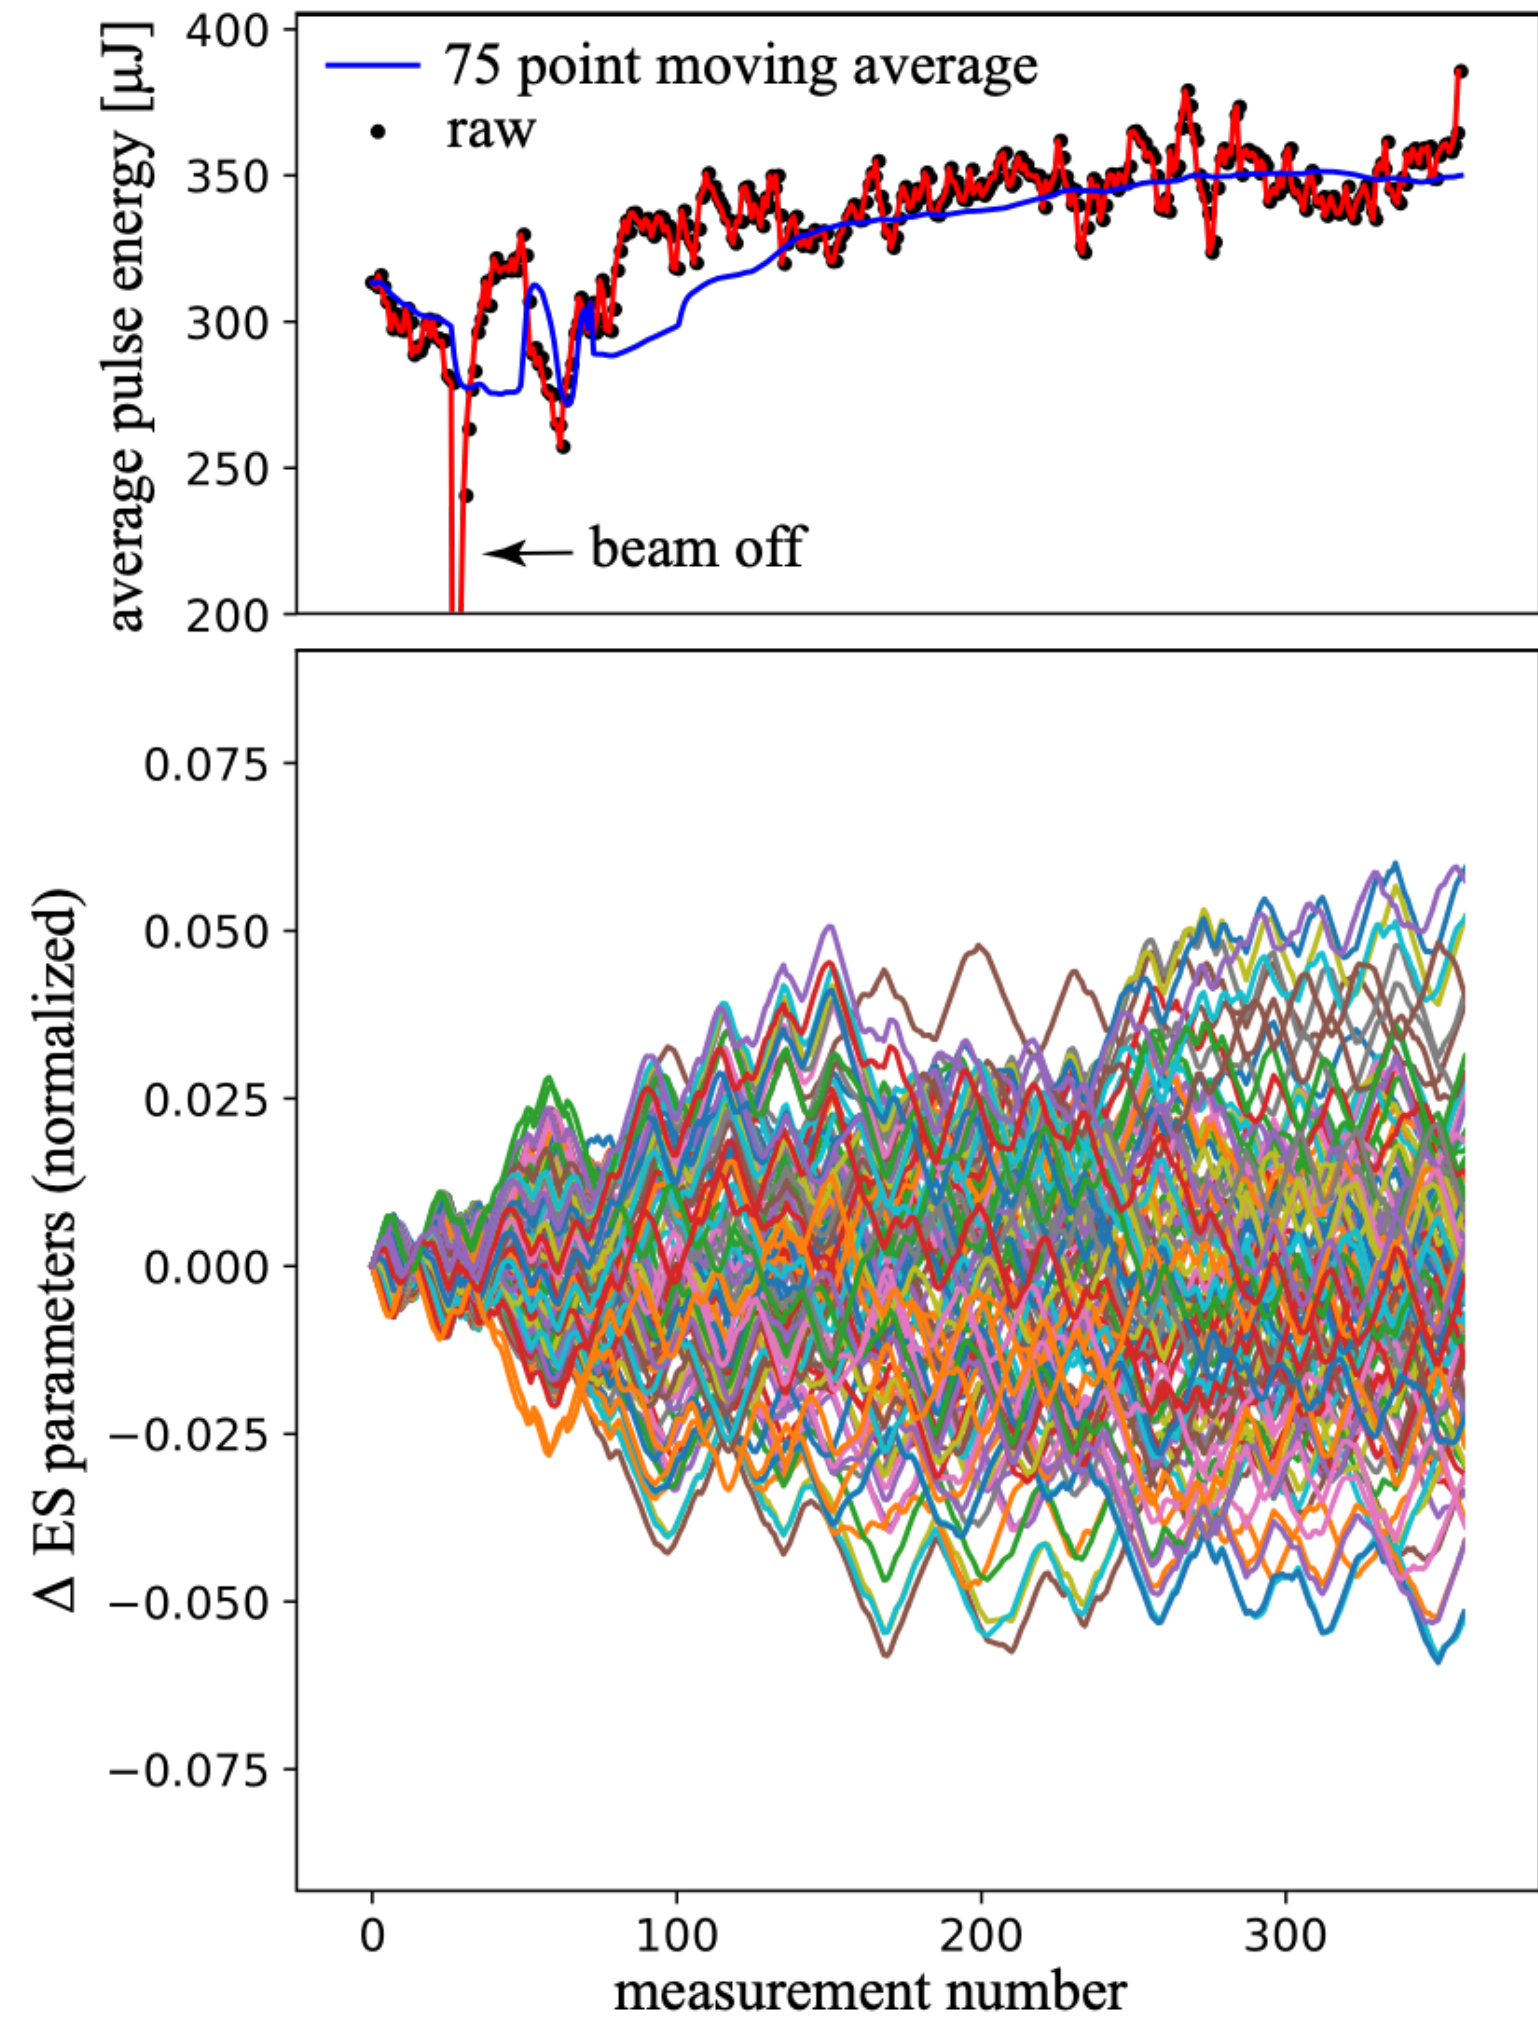 average pulse energy [µJ]
400
350
300
250
200
75 point moving average
raw
beam off
Δ ES parameters (normalized)
0.075
0.050
0.025
0.000
−0.025
−0.050
−0.075
0 100 200 300
measurement number